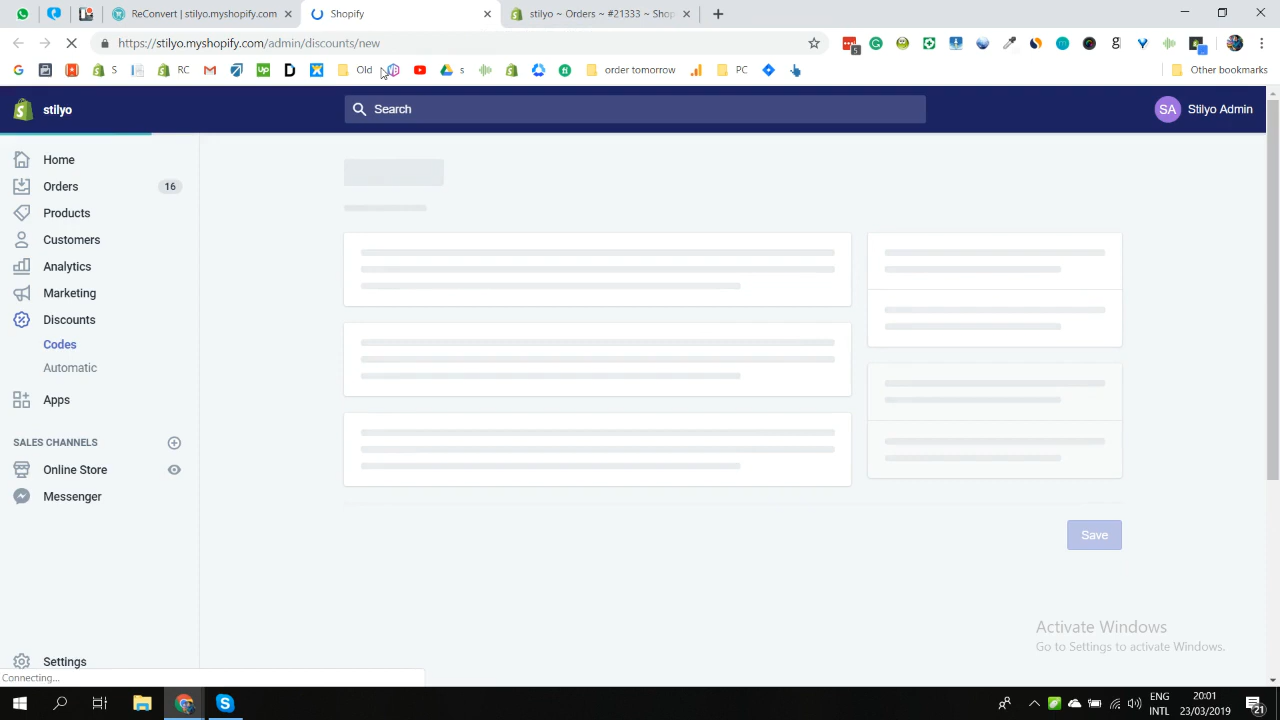 ReConvert | stilyo.myshopify.com
Shopify
stilyo ~ Orders ~ #21333 ~ Shop
https://stilyo.myshopify.com/admin/discounts/new
5
S
RC
Old
s
order tomorrow
PC
Other bookmarks
stilyo
Search
SA
Stilyo Admin
Home
Orders
16
Products
Customers
Analytics
Marketing
Discounts
Codes
Automatic
Apps
SALES CHANNELS
Online Store
Messenger
Save
Activate Windows
Go to Settings to activate Windows.
Settings
Connecting...
ENG
INTL
20:01
23/03/2019
21